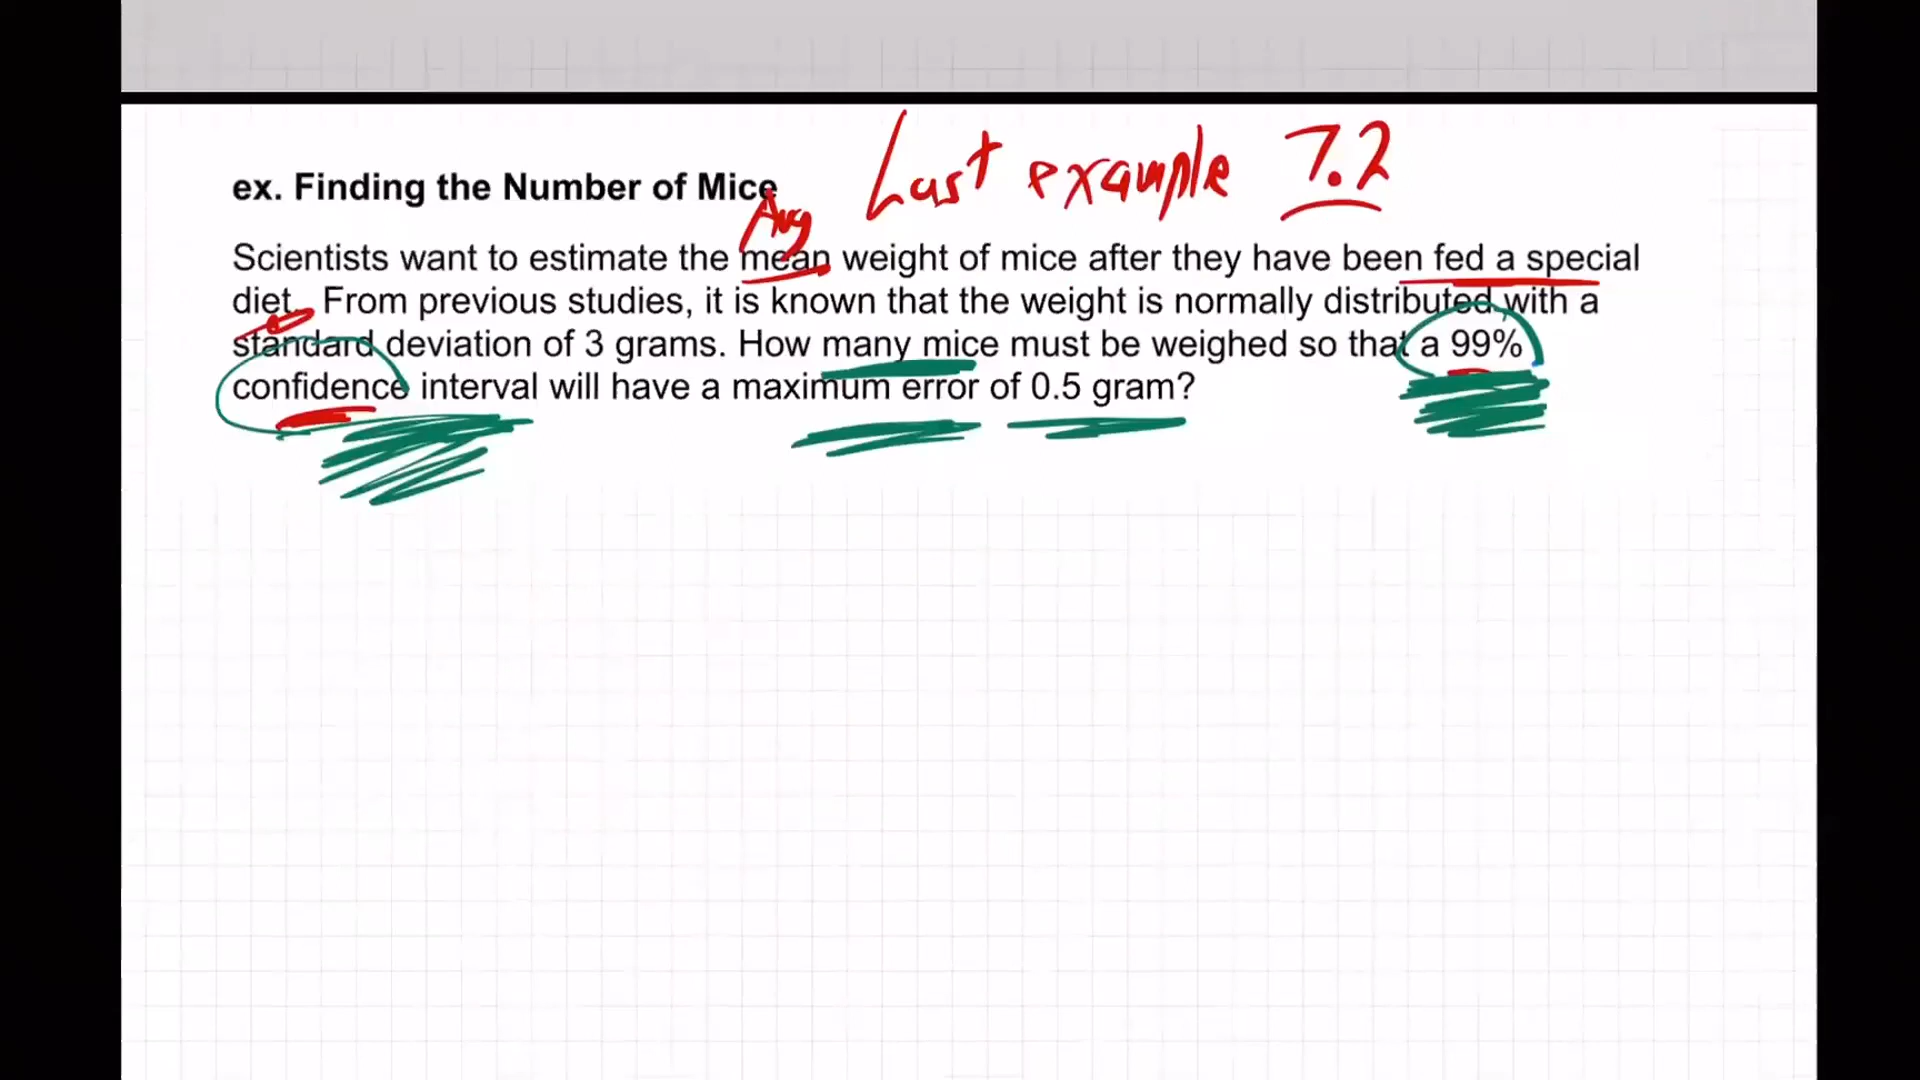 Last example 7.2
ex. Finding the Number of Mice
Avg
Scientists want to estimate the mean weight of mice after they have been fed a special
diet. From previous studies, it is known that the weight is normally distributed with a
standard deviation of 3 grams. How many mice must be weighed so that a 99%
confidence interval will have a maximum error of 0.5 gram?